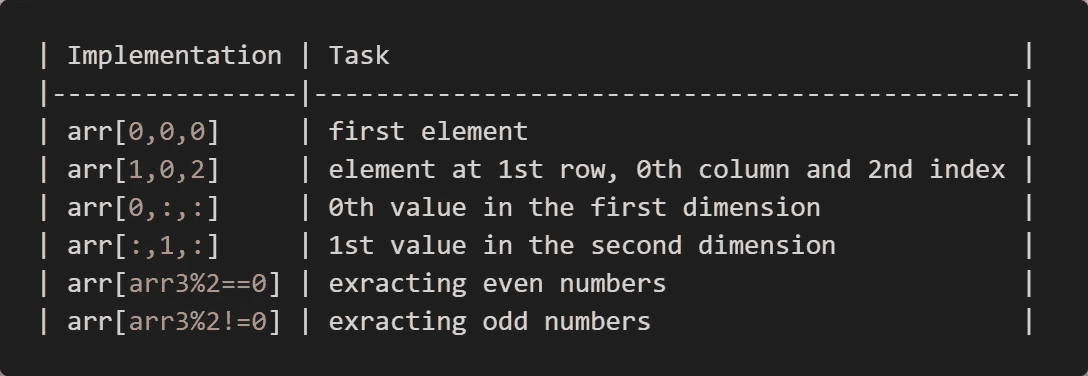 | Implementation | Task                                         |
|----------------|----------------------------------------------|
| arr[0,0,0]     | first element                                |
| arr[1,0,2]     | element at 1st row, 0th column and 2nd index |
| arr[0,:,:]     | 0th value in the first dimension             |
| arr[:,1,:]     | 1st value in the second dimension            |
| arr[arr3%2==0] | exracting even numbers                       |
| arr[arr3%2!=0] | exracting odd numbers                        |